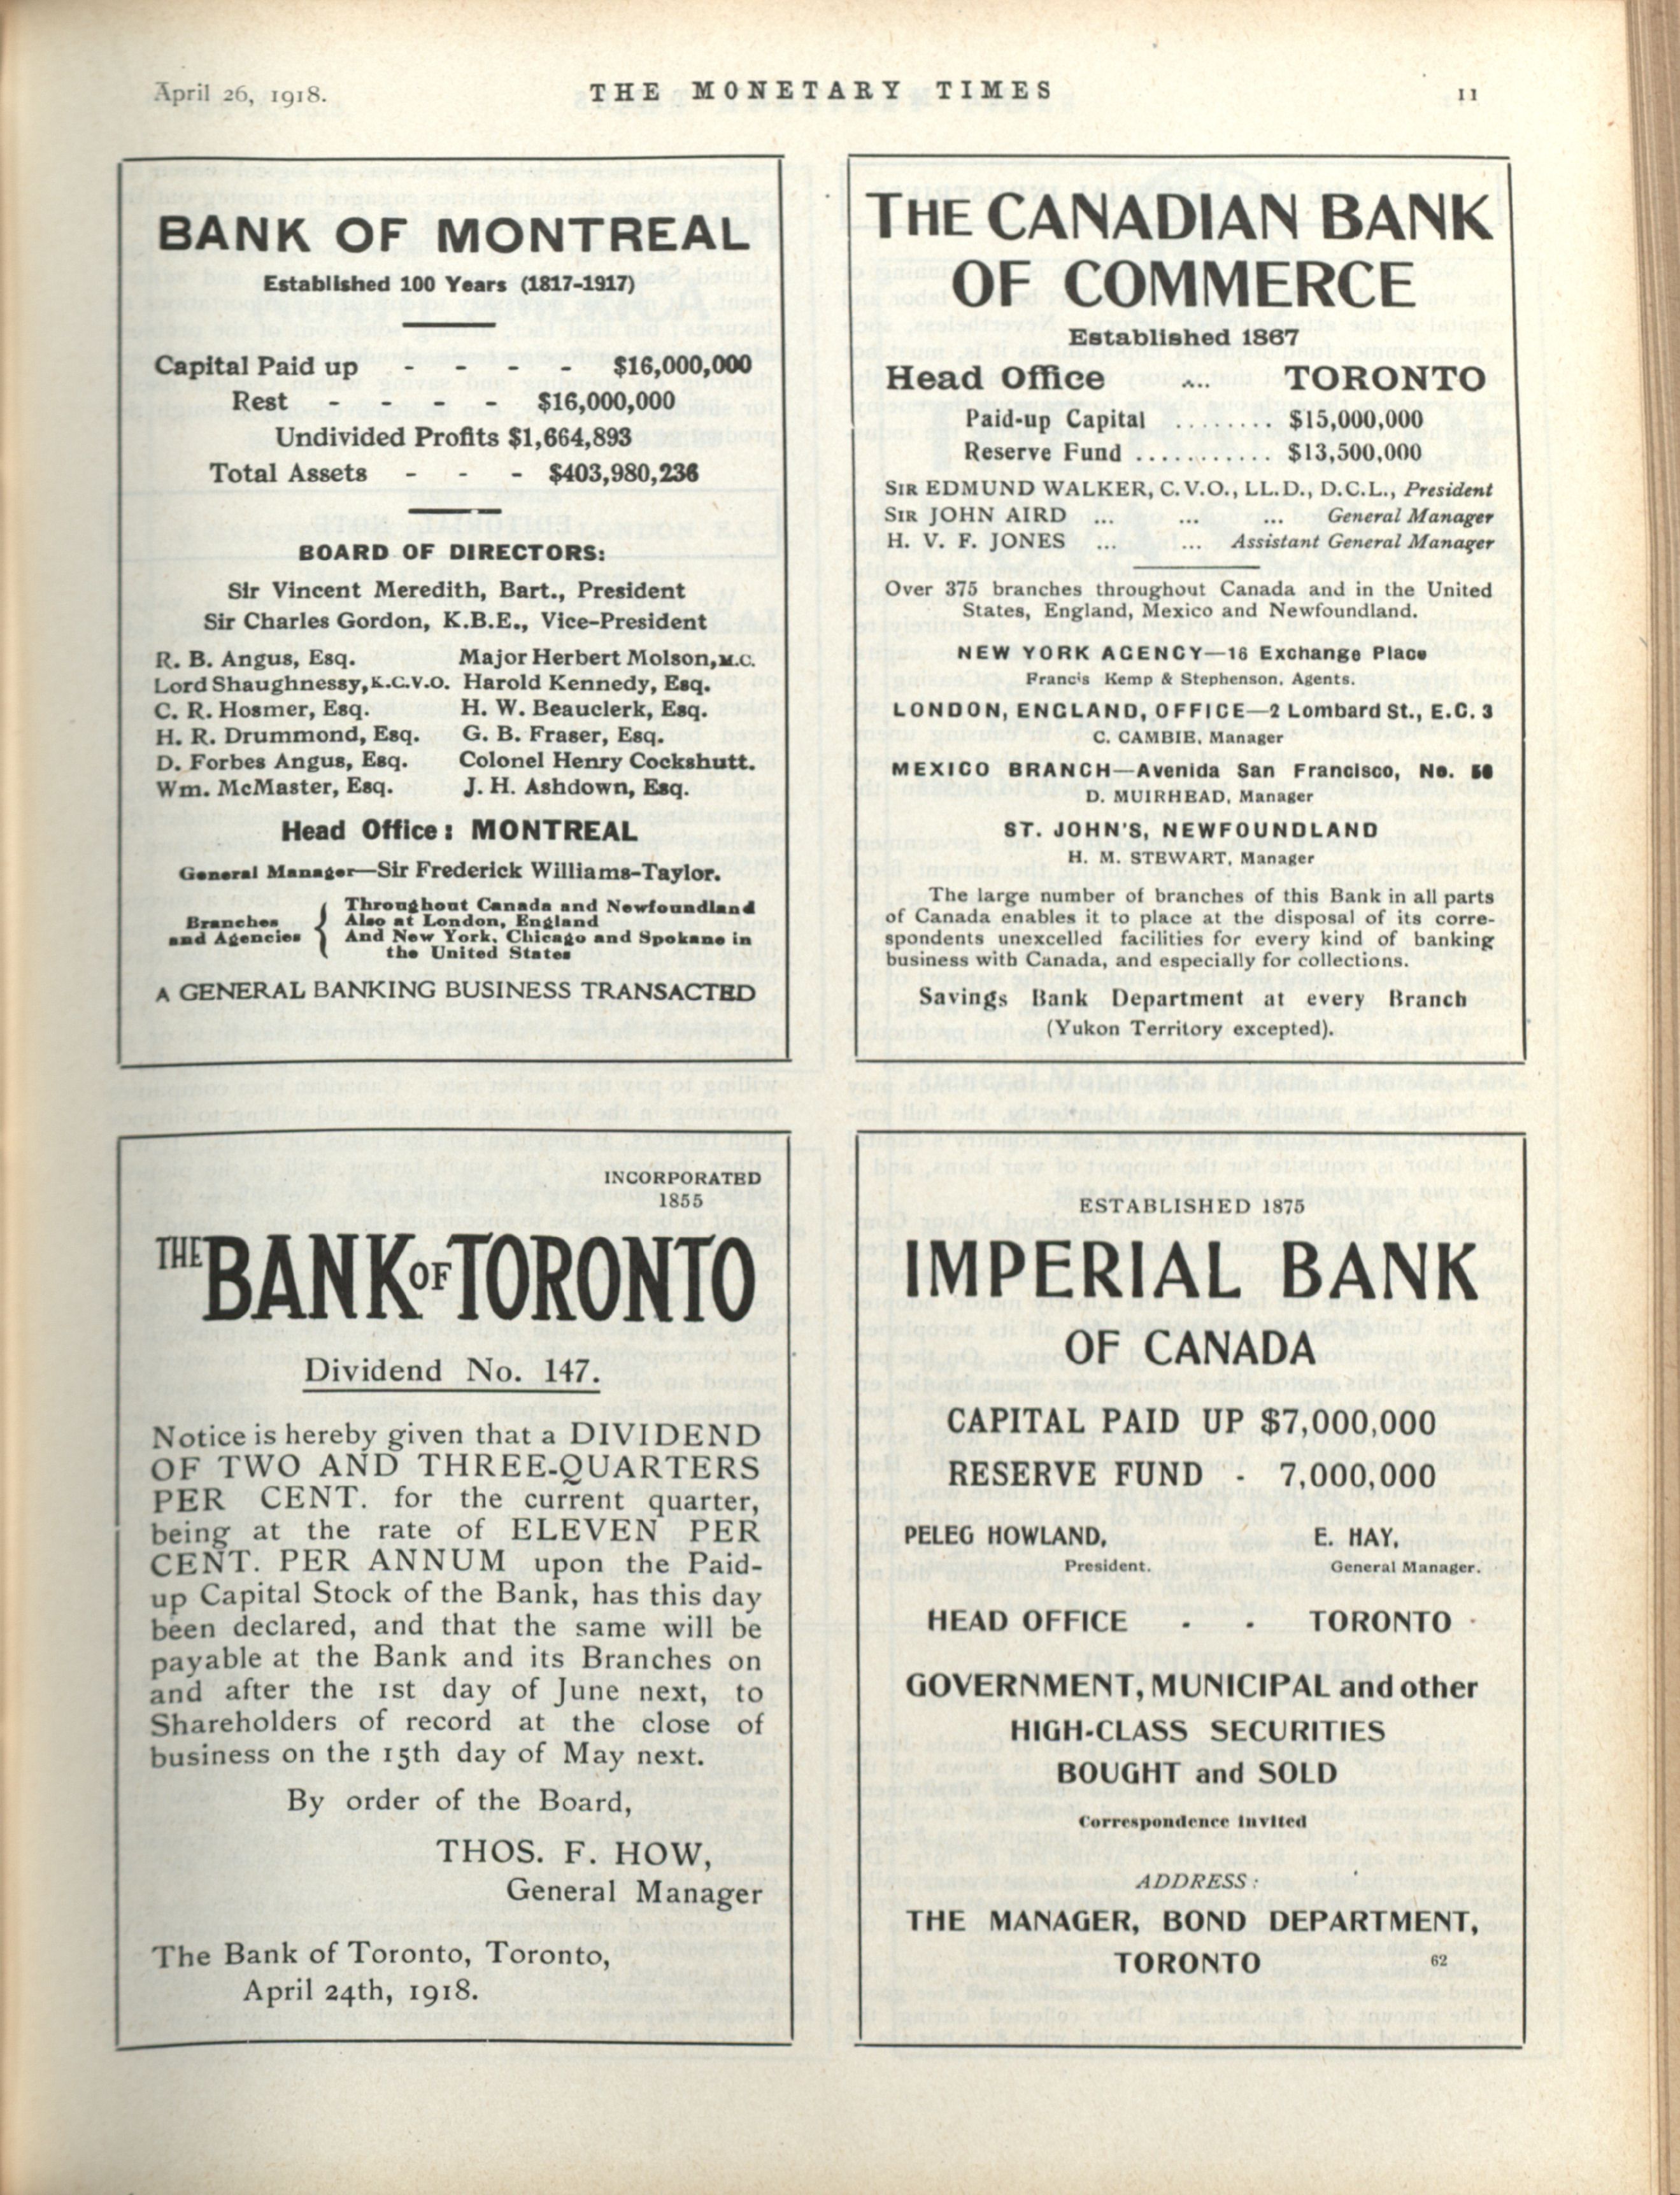 April 26, 1918.
THE MONETARY TIMES
11
BANK OF MONTREAL
Established 100 Years (1817-1917)
Capital Paid up - - - - $16,000,000
Rest - - - - $16,000,000
Undivided Profits $1,664,893
Total Assets - - - $403,980,236
BOARD OF DIRECTORS:
Sir Vincent Meredith, Bart., President
Sir Charles Gordon, K.B.E., Vice-President
R. B. Angus, Esq. Major Herbert Molson, M.C.
Lord Shaughnessy, K.C.V.O. Harold Kennedy, Esq.
C. R. Hosmer, Esq. H. W. Beauclerk, Esq.
H. R. Drummond, Esq. G. B. Fraser, Esq.
D. Forbes Angus, Esq. Colonel Henry Cockshutt.
Wm. McMaster, Esq. J. H. Ashdown, Esq.
Head Office: MONTREAL
General Manager—Sir Frederick Williams-Taylor.
Branches and Agencies
Throughout Canada and Newfoundland
Also at London, England
And New York, Chicago and Spokane in
the United States
A GENERAL BANKING BUSINESS TRANSACTED
THE CANADIAN BANK
OF COMMERCE
Established 1867
Head Office ... TORONTO
Paid-up Capital ........ $15,000,000
Reserve Fund ........... $13,500,000
SIR EDMUND WALKER, C.V.O., LL.D., D.C.L., President
SIR JOHN AIRD ... ... ... General Manager
H. V. F. JONES ... ... Assistant General Manager
Over 375 branches throughout Canada and in the United
States, England, Mexico and Newfoundland.
NEW YORK AGENCY—16 Exchange Place
Francis Kemp & Stephenson, Agents.
LONDON, ENGLAND, OFFICE—2 Lombard St., E.C. 3
C. CAMBIE, Manager
MEXICO BRANCH—Avenida San Francisco, No.
D. MUIRHEAD, Manager
ST. JOHN'S, NEWFOUNDLAND
H. M. STEWART, Manager
The large number of branches of this Bank in all parts
of Canada enables it to place at the disposal of its corre-
spondents unexcelled facilities for every kind of banking
business with Canada, and especially for collections.
Savings Bank Department at every Branch
(Yukon Territory excepted).
INCORPORATED
1855
THE BANK OF TORONTO
Dividend No. 147.
Notice is hereby given that a DIVIDEND
OF TWO AND THREE-QUARTERS
PER CENT. for the current quarter,
being at the rate of ELEVEN PER
CENT. PER ANNUM upon the Paid-
up Capital Stock of the Bank, has this day
been declared, and that the same will be
payable at the Bank and its Branches on
and after the 1st day of June next, to
Shareholders of record at the close of
business on the 15th day of May next.
By order of the Board,
THOS. F. HOW,
General Manager
The Bank of Toronto, Toronto,
April 24th, 1918.
ESTABLISHED 1875
IMPERIAL BANK
OF CANADA
CAPITAL PAID UP $7,000,000
RESERVE FUND - 7,000,000
PELEG HOWLAND, E. HAY,
President. General Manager.
HEAD OFFICE - - TORONTO
GOVERNMENT, MUNICIPAL and other
HIGH-CLASS SECURITIES
BOUGHT and SOLD
Correspondence Invited
ADDRESS:
THE MANAGER, BOND DEPARTMENT,
TORONTO 62